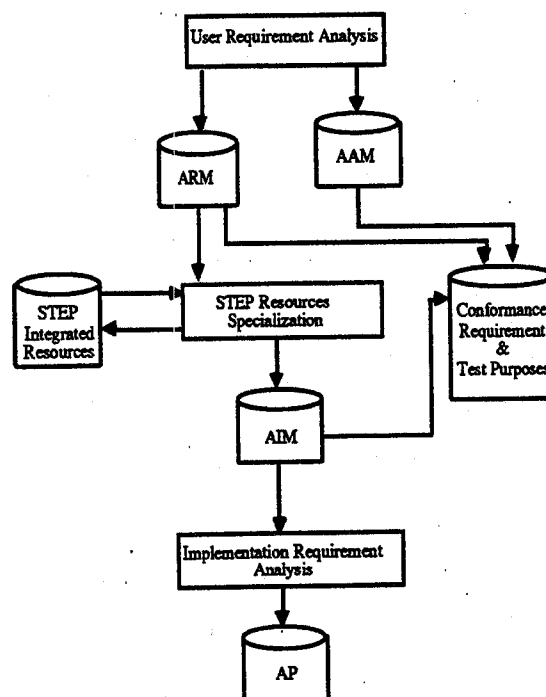 User Requirement Analysis
ARM
AAM
STEP
Integrated
Resources
STEP Resources
Specialization
Conformance
Requirement
&
Test Purposes
AIM
Implementation Requirement
Analysis
AP